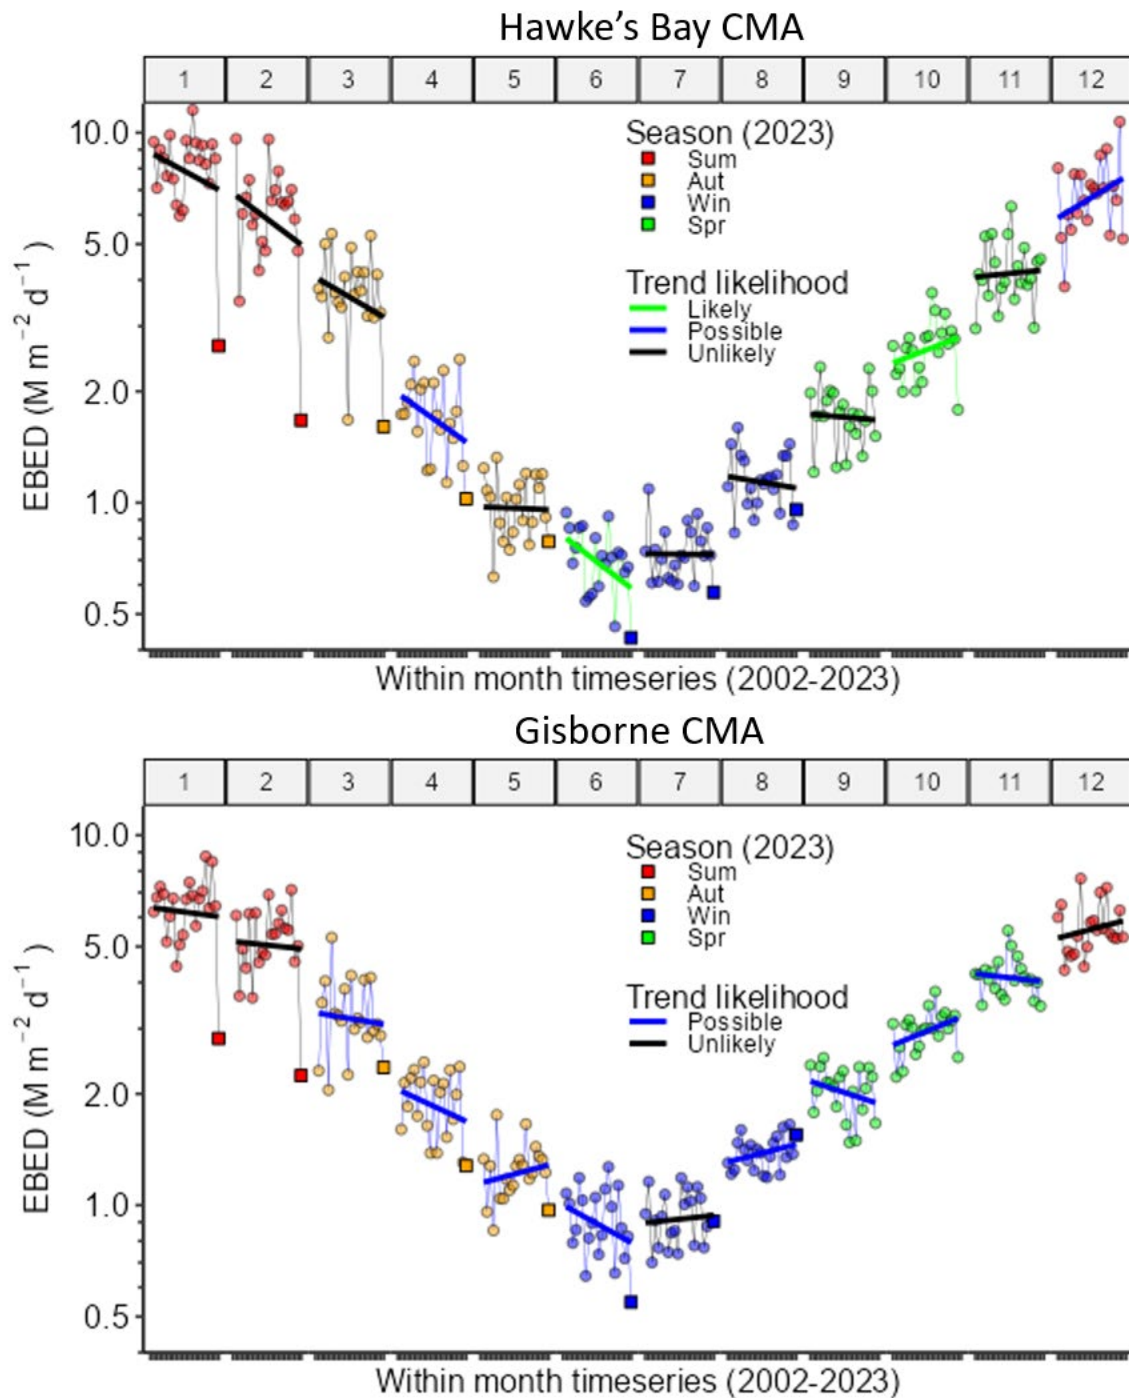 Hawke’s Bay CMA
1 2 3 4 5 6 7 8 9 10 11 12
10.0
5.0
2.0
1.0
0.5
EBED (M m⁻² d⁻¹ )
Season (2023)
Sum
Aut
Win
Spr
Trend likelihood
Likely
Possible
Unlikely
Within month timeseries (2002-2023)
Gisborne CMA
1 2 3 4 5 6 7 8 9 10 11 12
10.0
5.0
2.0
1.0
0.5
EBED (M m⁻² d⁻¹ )
Season (2023)
Sum
Aut
Win
Spr
Trend likelihood
Possible
Unlikely
Within month timeseries (2002-2023)